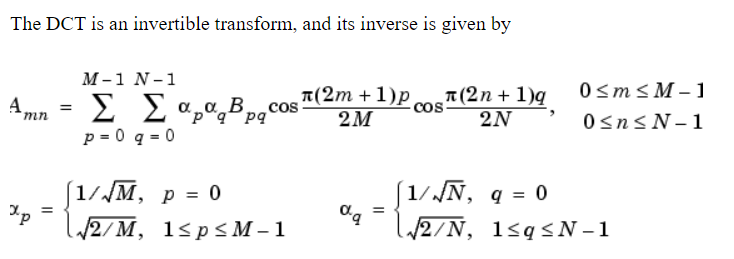 The DCT is an invertible transform, and its inverse is given by
A_mn = Σ_{p=0}^{M-1} Σ_{q=0}^{N-1} α_p α_q B_pq cos π(2m + 1)p / 2M cos π(2n + 1)q / 2N , 0 ≤ m ≤ M – 1 0 ≤ n ≤ N – 1
α_p = { 1/√M, p = 0 √2/M, 1 ≤ p ≤ M – 1 α_q = { 1/√N, q = 0 √2/N, 1 ≤ q ≤ N – 1